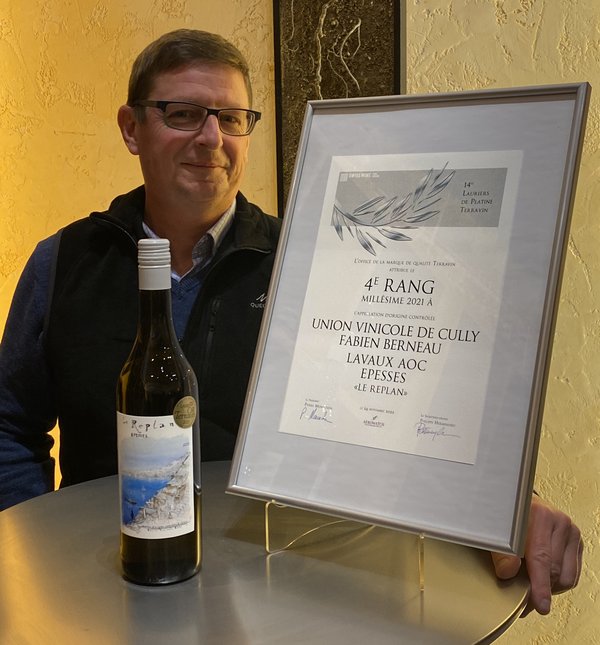 14e
Lauriers
de Platine
Terravin
L'Office de la marque de qualité Terravin
attribue le
4E RANG
MILLÉSIME 2021 À
L'appellation d'origine contrôlée
UNION VINICOLE DE CULLY
FABIEN BERNEAU
LAVAUX AOC
EPESSES
«LE REPLAN»
Replan
EPESSES